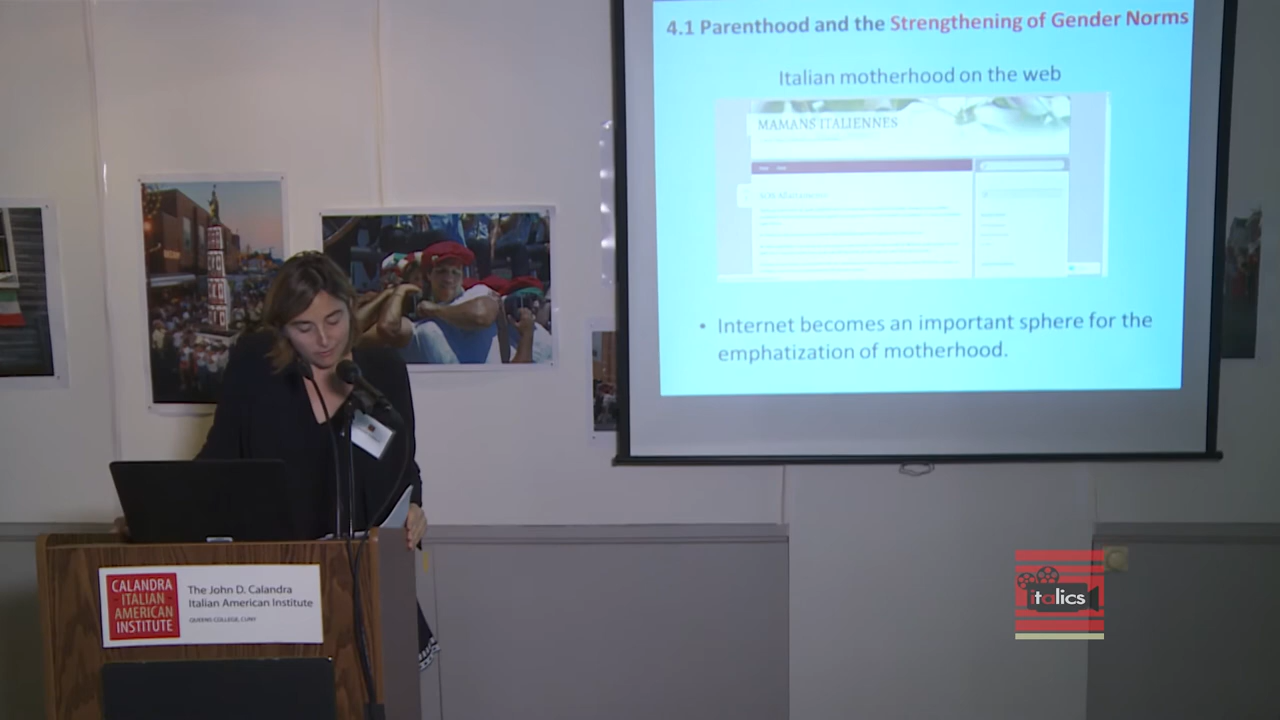 4.1 Parenthood and the Strengthening of Gender Norms
Italian motherhood on the web
MAMANS ITALIENNES
• Internet becomes an important sphere for the
emphatization of motherhood.
CALANDRA
ITALIAN
AMERICAN
INSTITUTE
The John D. Calandra
Italian American Institute
QUEENS COLLEGE, CUNY
italics